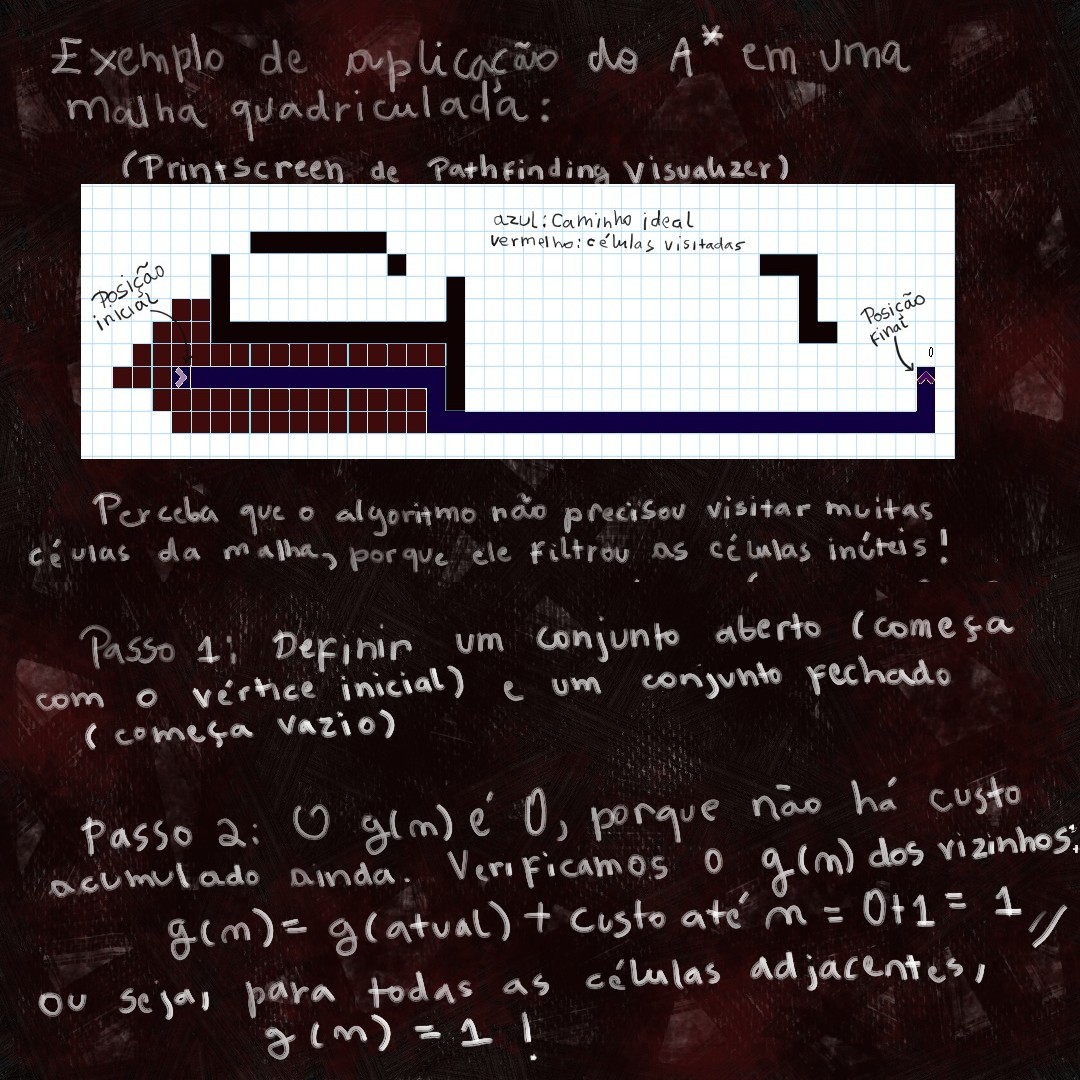 Exemplo de aplicação do A* em uma
malha quadriculada:
(Printscreen de Pathfinding Visualizer)
azul: Caminho ideal
vermelho: células visitadas
Posição
inicial
Posição
Final
0
Perceba que o algoritmo não precisou visitar muitas
células da malha, porque ele filtrou as células inúteis!
Passo 1: Definir um conjunto aberto (começa
com o vértice inicial) e um conjunto fechado
(começa vazio)
Passo 2: O g(n) é 0, porque não há custo
acumulado ainda. Verificamos o g(n) dos vizinhos:
g(n) = g(atual) + custo até n = 0+1 = 1 //
ou seja, para todas as células adjacentes,
g(n) = 1 !